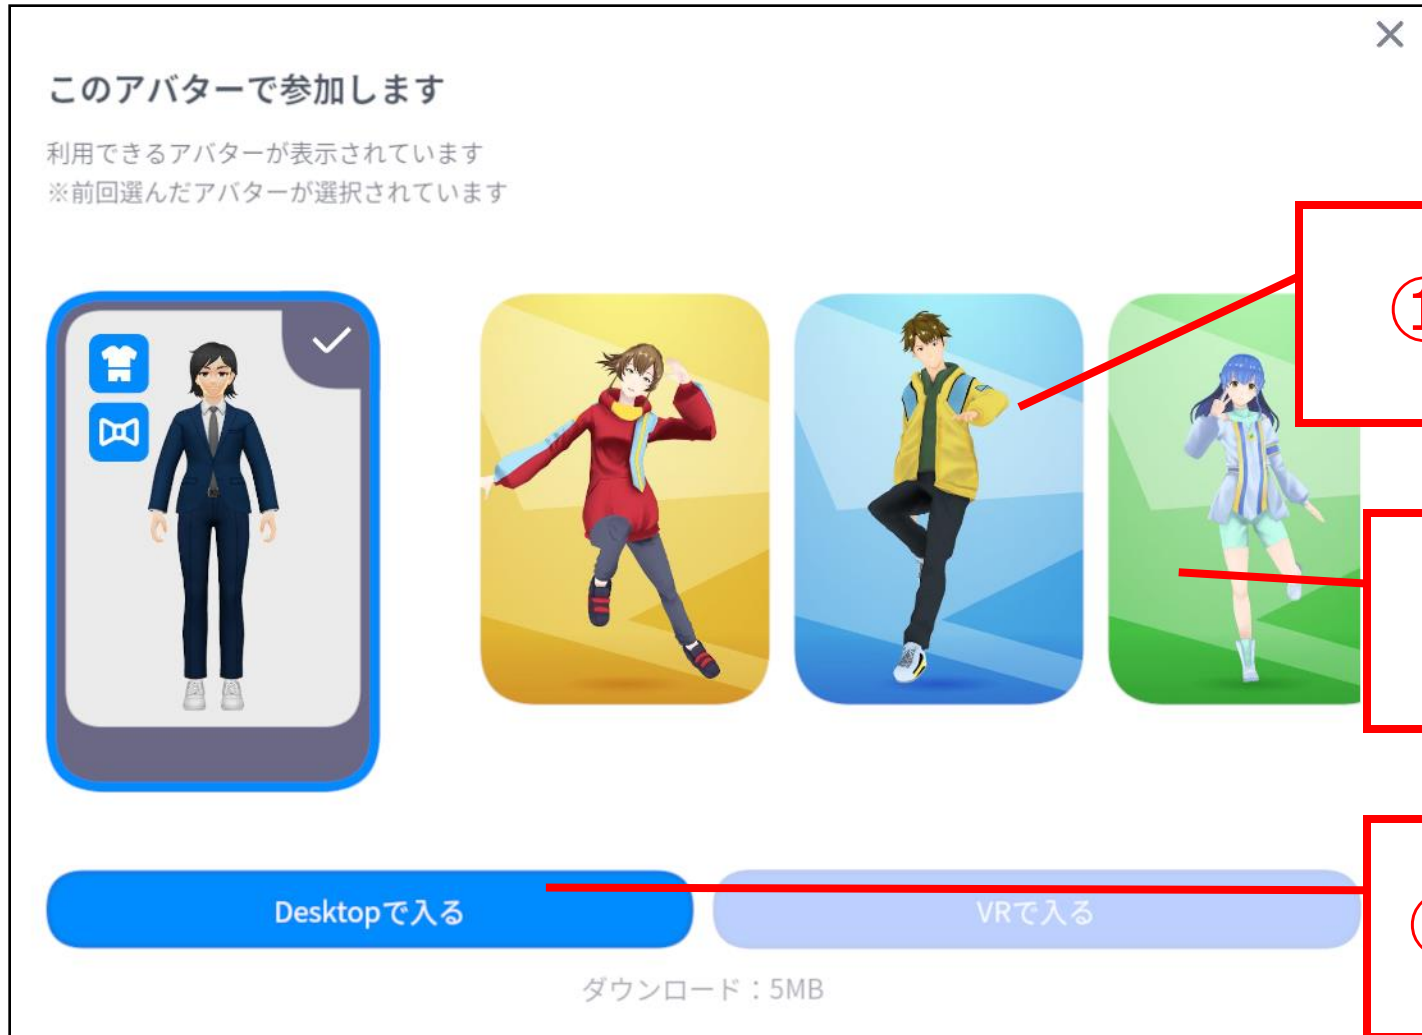 このアバターで参加します
利用できるアバターが表示されています
※前回選んだアバターが選択されています
①
Desktopで入る
VRで入る
ダウンロード：5MB